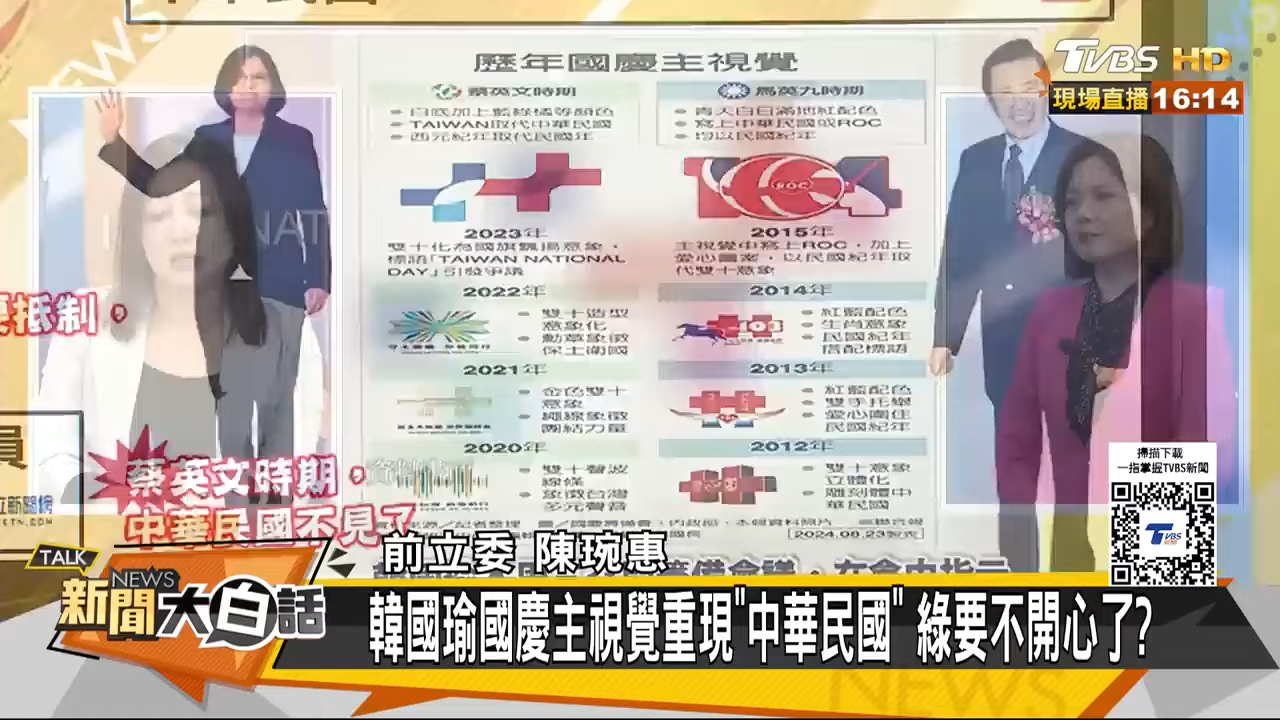 NEWS
TVBS HD
現場直播 16:14
歷年國慶主視覺
蔡英文時期
白底加上藍綠橘等顏色
TAIWAN取代中華民國
西元紀年取代民國年
馬英九時期
青天白日滿地紅配色
寫上中華民國或ROC
均以民國紀年
2023年
雙十化為國旗飄揚意象,
標語「TAIWAN NATIONAL
DAY」引發爭議
ROC
2015年
主視覺中寫上ROC,加上
愛心圖案,以民國紀年取
代雙十意象
2022年
雙十造型
意象化
勳章象徵
保土衛國
2014年
103
紅藍配色
生肖意象
民國紀年
搭配標語
2021年
金色雙十
意象
繩線象徵
團結力量
2013年
紅藍配色
雙手托舉
愛心圍住
民國紀年
2020年
雙十聲波
線條
象徵台灣
多元聲音
2012年
雙十意象
立體化
雕刻體中
華民國
2024.08.23製表
抵制。
員
蔡英文時期,
中華民國不見了
掃描下載
一指掌握TVBS新聞
TVBS
TALK
NEWS
新聞大白話
前立委 陳琬惠
韓國瑜國慶主視覺重現"中華民國" 綠要不開心了?
NEWS